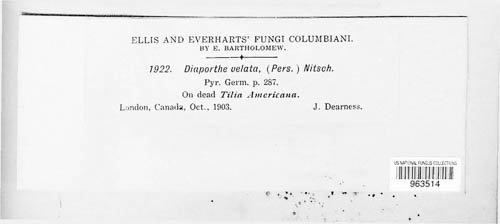 ELLIS AND EVERHARTS' FUNGI COLUMBIANI.
BY E. BARTHOLOMEW.
1922. Diaporthe velata, (Pers.) Nitsch.
Pyr. Germ. p. 287.
On dead Tilia Americana.
London, Canada, Oct., 1903. J. Dearness.
US NATIONAL FUNGUS COLLECTIONS
963514